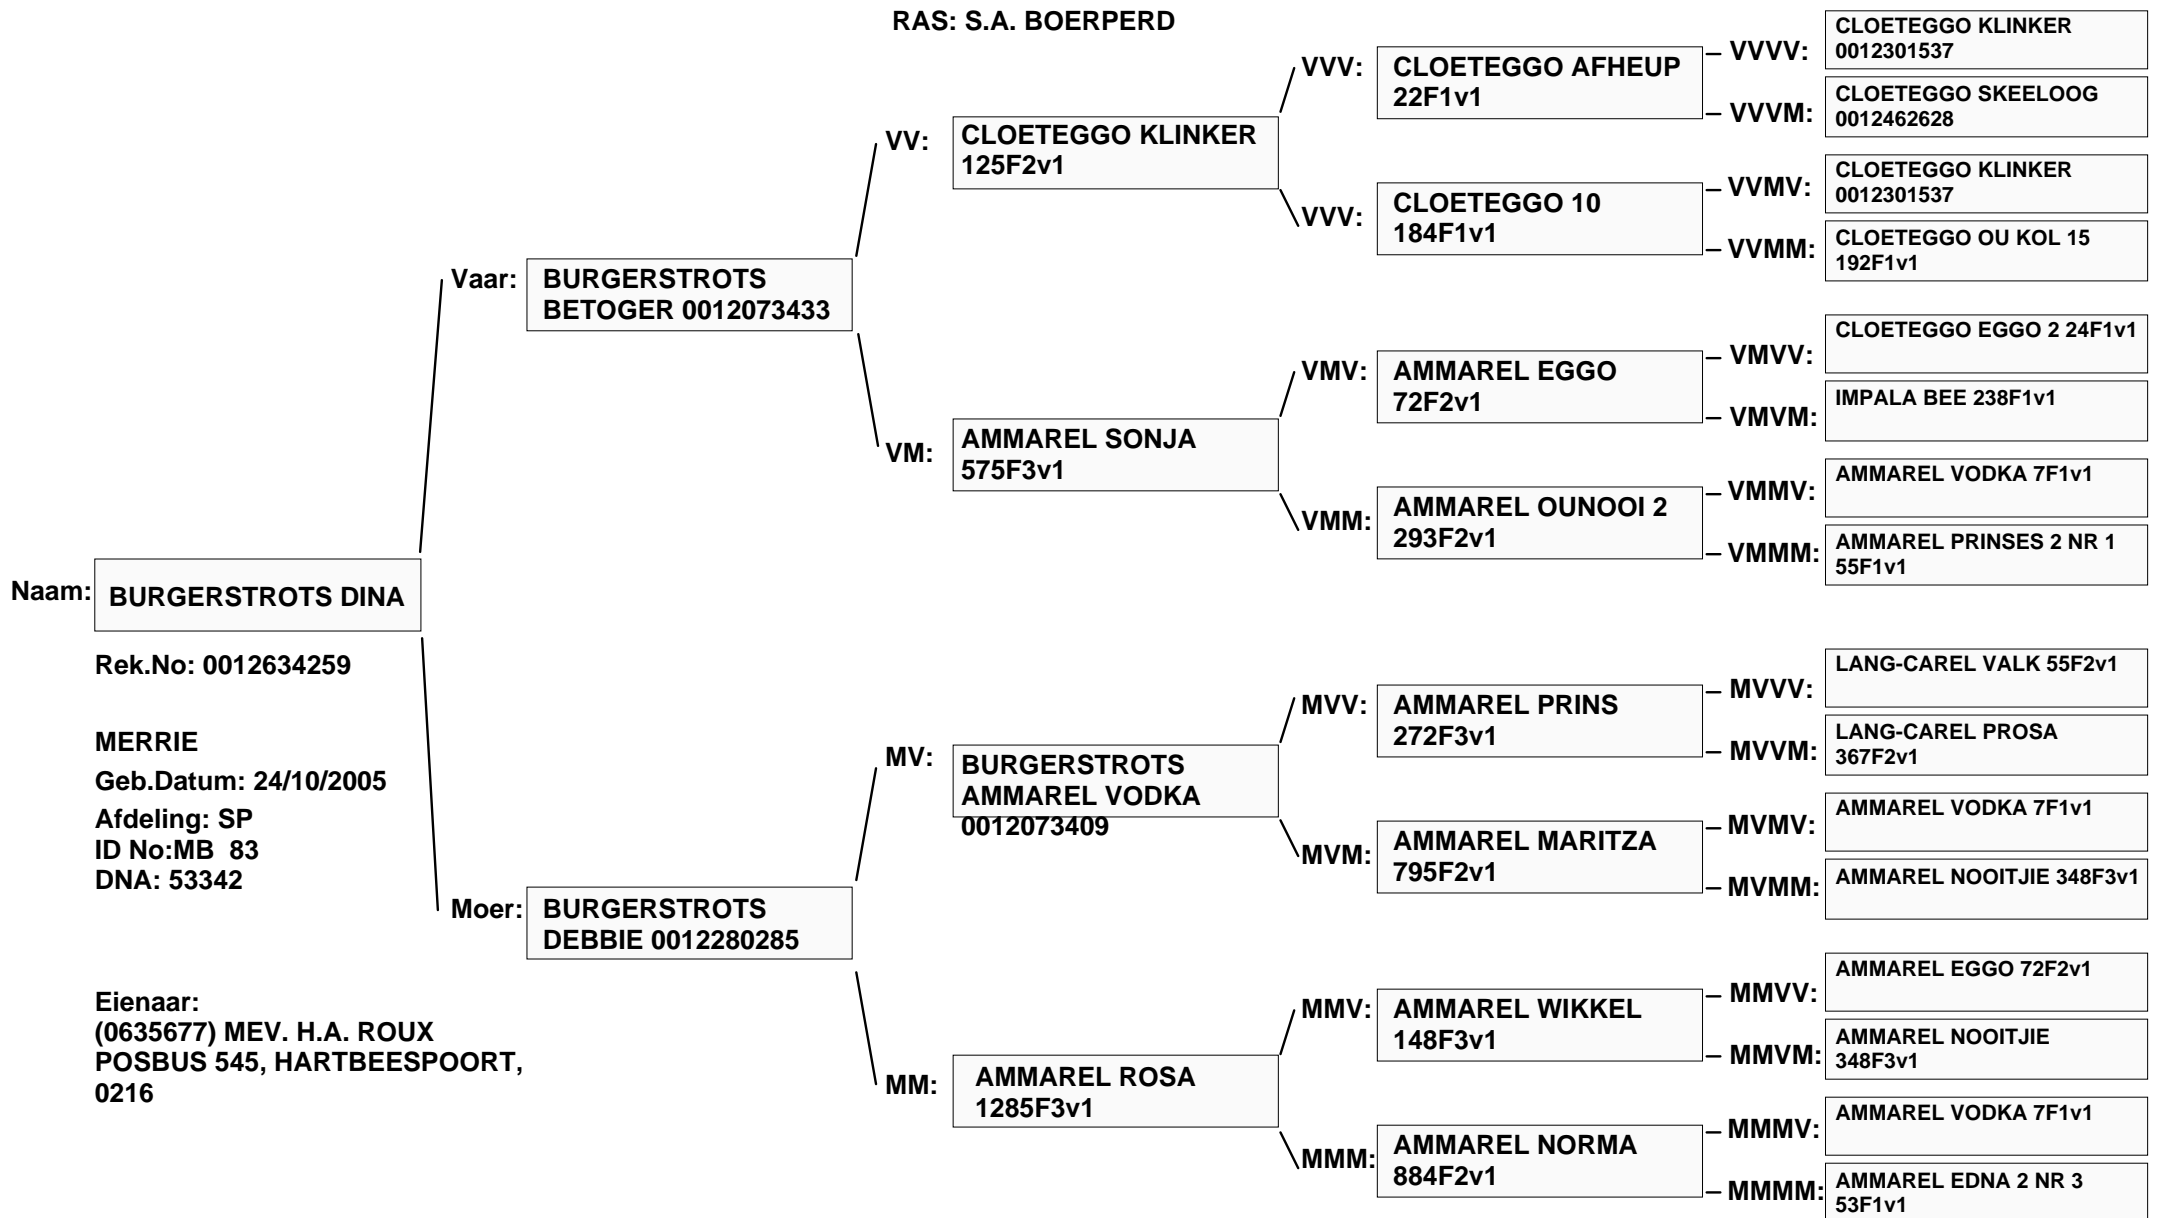 RAS: S.A. BOERPERD
Naam:
BURGERSTROTS DINA
Rek.No: 0012634259
MERRIE
Geb.Datum: 24/10/2005
Afdeling: SP
ID No:MB  83
DNA: 53342
Eienaar:
(0635677) MEV. H.A. ROUX
POSBUS 545, HARTBEESPOORT,
0216
Vaar:
BURGERSTROTS
BETOGER 0012073433
Moer:
BURGERSTROTS
DEBBIE 0012280285
VV:
CLOETEGGO KLINKER
125F2v1
VM:
AMMAREL SONJA
575F3v1
MV:
BURGERSTROTS
AMMAREL VODKA
0012073409
MM:
AMMAREL ROSA
1285F3v1
VVV:
CLOETEGGO AFHEUP
22F1v1
VVV:
CLOETEGGO 10
184F1v1
VMV:
AMMAREL EGGO
72F2v1
VMM:
AMMAREL OUNOOI 2
293F2v1
MVV:
AMMAREL PRINS
272F3v1
MVM:
AMMAREL MARITZA
795F2v1
MMV:
AMMAREL WIKKEL
148F3v1
MMM:
AMMAREL NORMA
884F2v1
VVVV:
CLOETEGGO KLINKER
0012301537
VVVM:
CLOETEGGO SKEELOOG
0012462628
VVMV:
CLOETEGGO KLINKER
0012301537
VVMM:
CLOETEGGO OU KOL 15
192F1v1
VMVV:
CLOETEGGO EGGO 2 24F1v1
VMVM:
IMPALA BEE 238F1v1
VMMV:
AMMAREL VODKA 7F1v1
VMMM:
AMMAREL PRINSES 2 NR 1
55F1v1
MVVV:
LANG-CAREL VALK 55F2v1
MVVM:
LANG-CAREL PROSA
367F2v1
MVMV:
AMMAREL VODKA 7F1v1
MVMM:
AMMAREL NOOITJIE 348F3v1
MMVV:
AMMAREL EGGO 72F2v1
MMVM:
AMMAREL NOOITJIE
348F3v1
MMMV:
AMMAREL VODKA 7F1v1
MMMM:
AMMAREL EDNA 2 NR 3
53F1v1